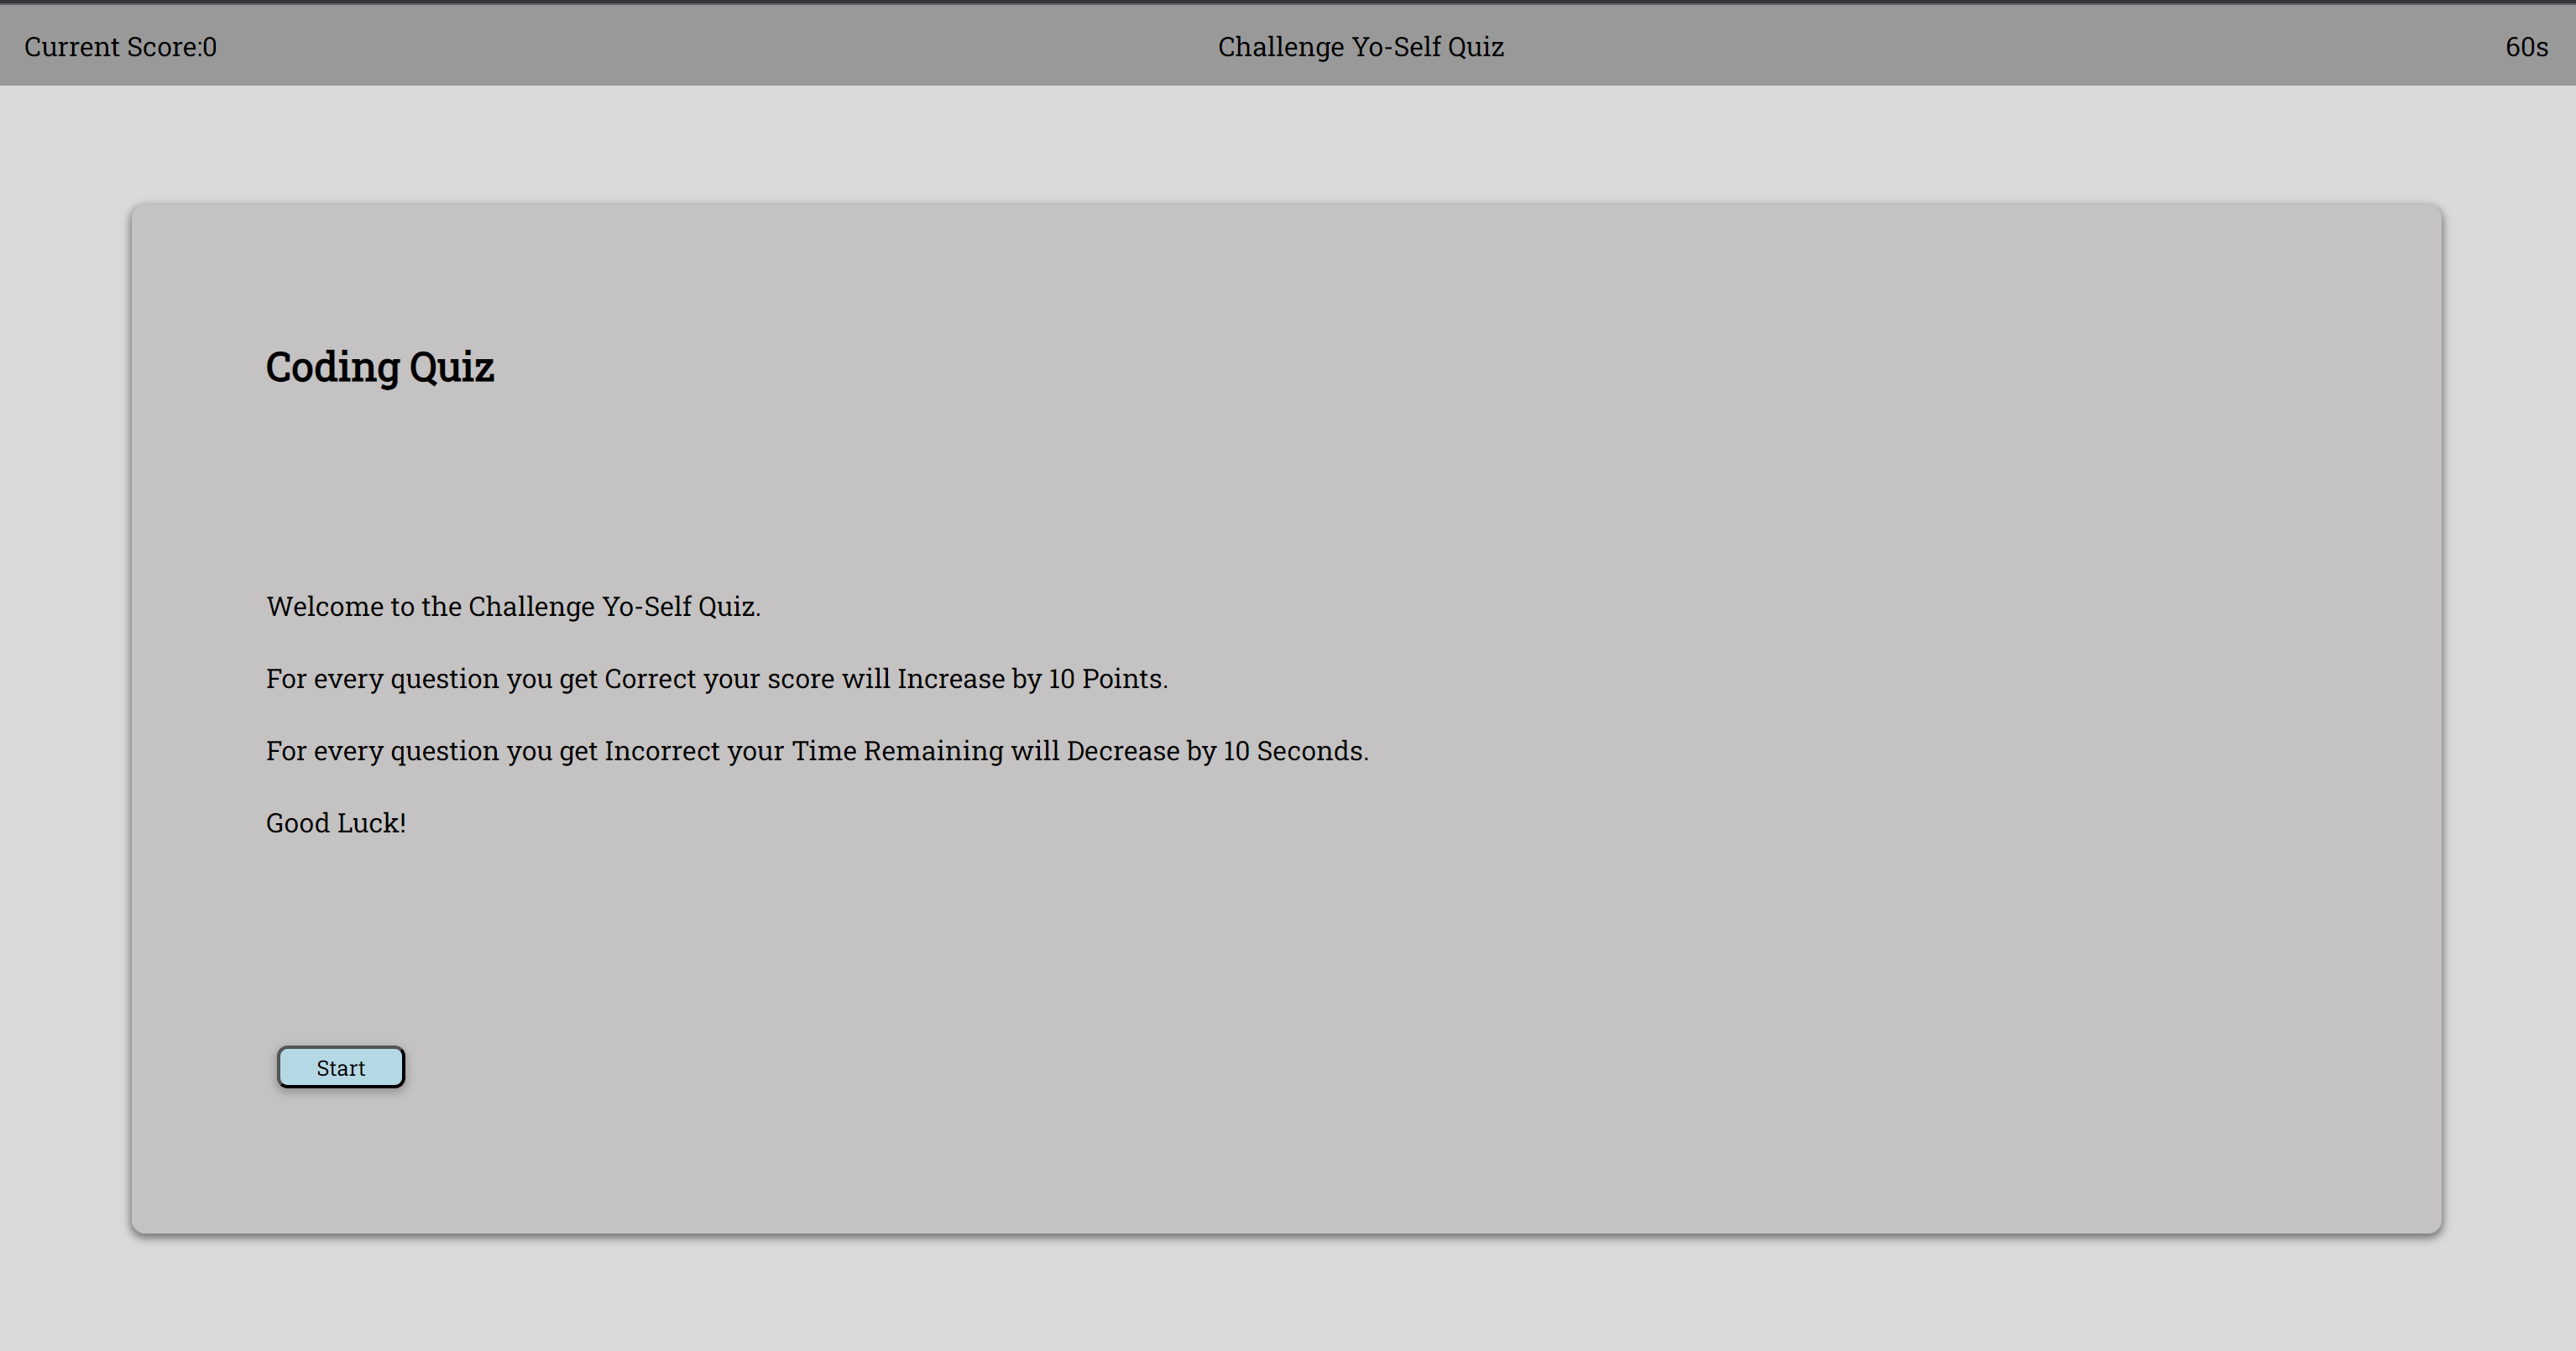 Current Score:0
Challenge Yo-Self Quiz
60s
Coding Quiz
Welcome to the Challenge Yo-Self Quiz.
For every question you get Correct your score will Increase by 10 Points.
For every question you get Incorrect your Time Remaining will Decrease by 10 Seconds.
Good Luck!
Start